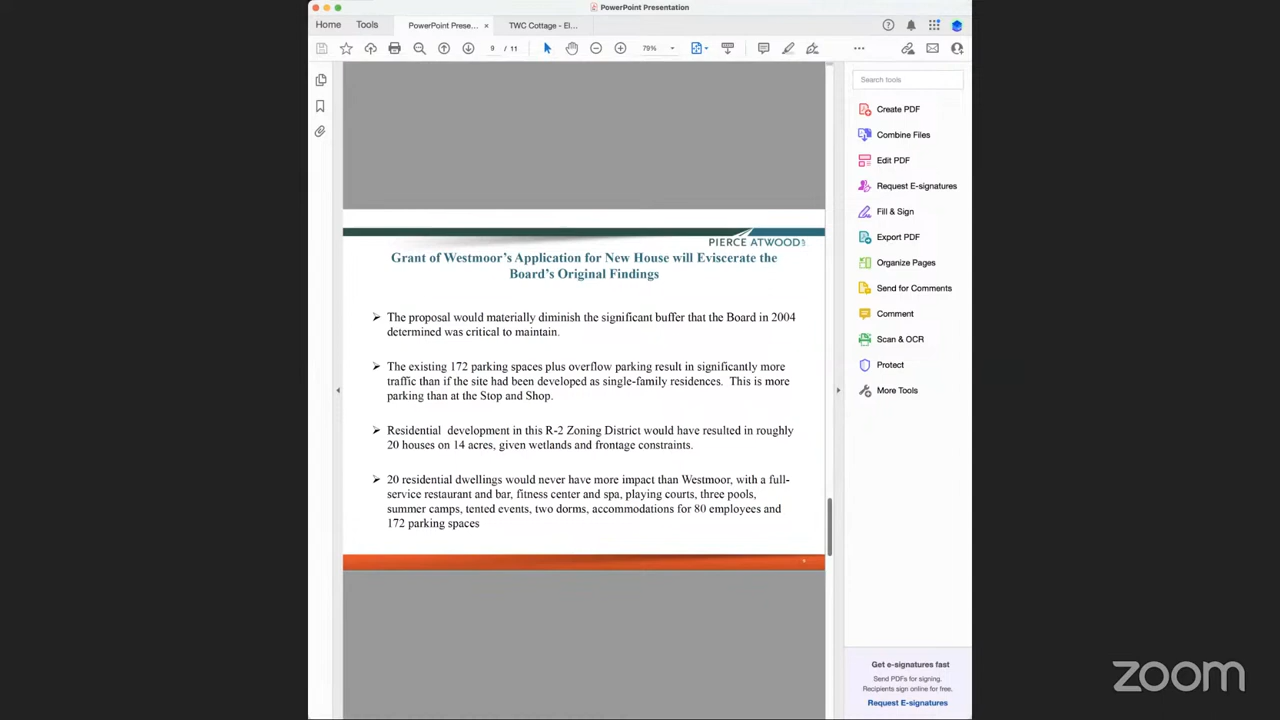 PowerPoint Presentation
Home
Tools
PowerPoint Prese... ×
TWC Cottage - El...
9 / 11
79%
Search tools
Create PDF
Combine Files
Edit PDF
Request E-signatures
Fill & Sign
Export PDF
Organize Pages
Send for Comments
Comment
Scan & OCR
Protect
More Tools
PIERCE ATWOOD
Grant of Westmoor's Application for New House will Eviscerate the
Board's Original Findings
➢ The proposal would materially diminish the significant buffer that the Board in 2004
determined was critical to maintain.
➢ The existing 172 parking spaces plus overflow parking result in significantly more
traffic than if the site had been developed as single-family residences. This is more
parking than at the Stop and Shop.
➢ Residential development in this R-2 Zoning District would have resulted in roughly
20 houses on 14 acres, given wetlands and frontage constraints.
➢ 20 residential dwellings would never have more impact than Westmoor, with a full-
service restaurant and bar, fitness center and spa, playing courts, three pools,
summer camps, tented events, two dorms, accommodations for 80 employees and
172 parking spaces
Get e-signatures fast
Send PDFs for signing.
Recipients sign online for free.
Request E-signatures
zoom